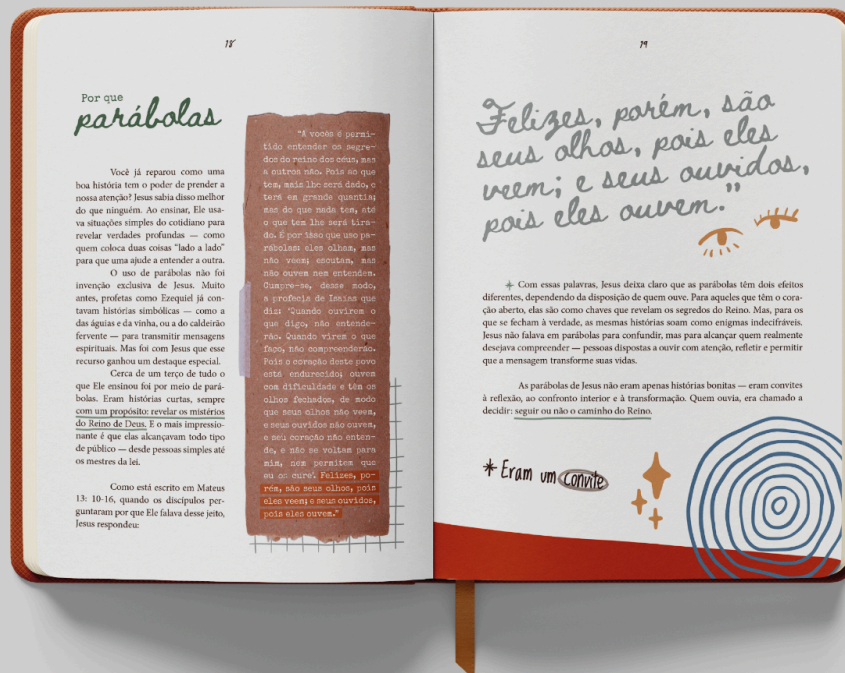 18
Por que
parábolas
Você já reparou como uma
boa história tem o poder de prender a
nossa atenção? Jesus sabia disso melhor
do que ninguém. Ao ensinar, Ele usa-
va situações simples do cotidiano para
revelar verdades profundas — como
quem coloca duas coisas "lado a lado"
para que uma ajude a entender a outra.
O uso de parábolas não foi
invenção exclusiva de Jesus. Muito
antes, profetas como Ezequiel já con-
tavam histórias simbólicas — como a
das águias e da vinha, ou a do caldeirão
fervente — para transmitir mensagens
espirituais. Mas foi com Jesus que esse
recurso ganhou um destaque especial.
Cerca de um terço de tudo o
que Ele ensinou foi por meio de pará-
bolas. Eram histórias curtas, sempre
com um propósito: revelar os mistérios
do Reino de Deus. E o mais impressio-
nante é que elas alcançavam todo tipo
de público — desde pessoas simples até
os mestres da lei.
Como está escrito em Mateus
13: 10-16, quando os discípulos per-
guntaram por que Ele falava desse jeito,
Jesus respondeu:
"A vocês é permi-
tido entender os segre-
dos do reino dos céus, mas
a outros não. Pois ao que
tem, mais lhe será dado, e
terá em grande quantia;
mas do que nada tem, até
o que tem lhe será tira-
do. É por isso que uso pa-
rábolas: eles olham, mas
não veem; escutam, mas
não ouvem nem entendem.
Cumpre-se, desse modo,
a profecia de Isaías que
diz: 'Quando ouvirem o
que digo, não entende-
rão. Quando virem o que
faço, não compreenderão.
Pois o coração deste povo
está endurecido; ouvem
com dificuldade e têm os
olhos fechados, de modo
que seus olhos não veem,
e seus ouvidos não ouvem,
e seu coração não enten-
de, e não se voltam para
mim, nem permitem que
eu os cure'. Felizes, po-
rém, são seus olhos, pois
eles veem; e seus ouvidos,
pois eles ouvem."
19
Felizes, porém, são
seus olhos, pois eles
veem; e seus ouvidos,
pois eles ouvem."
Com essas palavras, Jesus deixa claro que as parábolas têm dois efeitos
diferentes, dependendo da disposição de quem ouve. Para aqueles que têm o cora-
ção aberto, elas são como chaves que revelam os segredos do Reino. Mas, para os
que se fecham à verdade, as mesmas histórias soam como enigmas indecifráveis.
Jesus não falava em parábolas para confundir, mas para alcançar quem realmente
desejava compreender — pessoas dispostas a ouvir com atenção, refletir e permitir
que a mensagem transforme suas vidas.
As parábolas de Jesus não eram apenas histórias bonitas — eram convites
à reflexão, ao confronto interior e à transformação. Quem ouvia, era chamado a
decidir: seguir ou não o caminho do Reino.
* Eram um convite